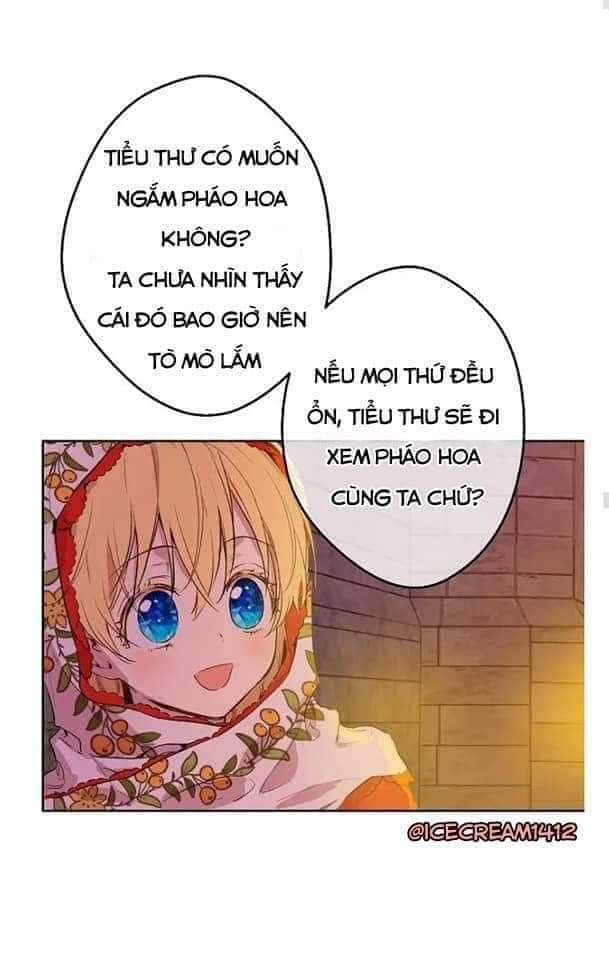 TIỂU THƯ CÓ MUỐN
NGẮM PHÁO HOA
KHÔNG?
TA CHƯA NHÌN THẤY
CÁI ĐÓ BAO GIỜ NÊN
TÒ MÒ LẮM
NẾU MỌI THỨ ĐỀU
ỔN, TIỂU THƯ SẼ ĐI
XEM PHÁO HOA
CÙNG TA CHỨ?
@ICECREAM1412